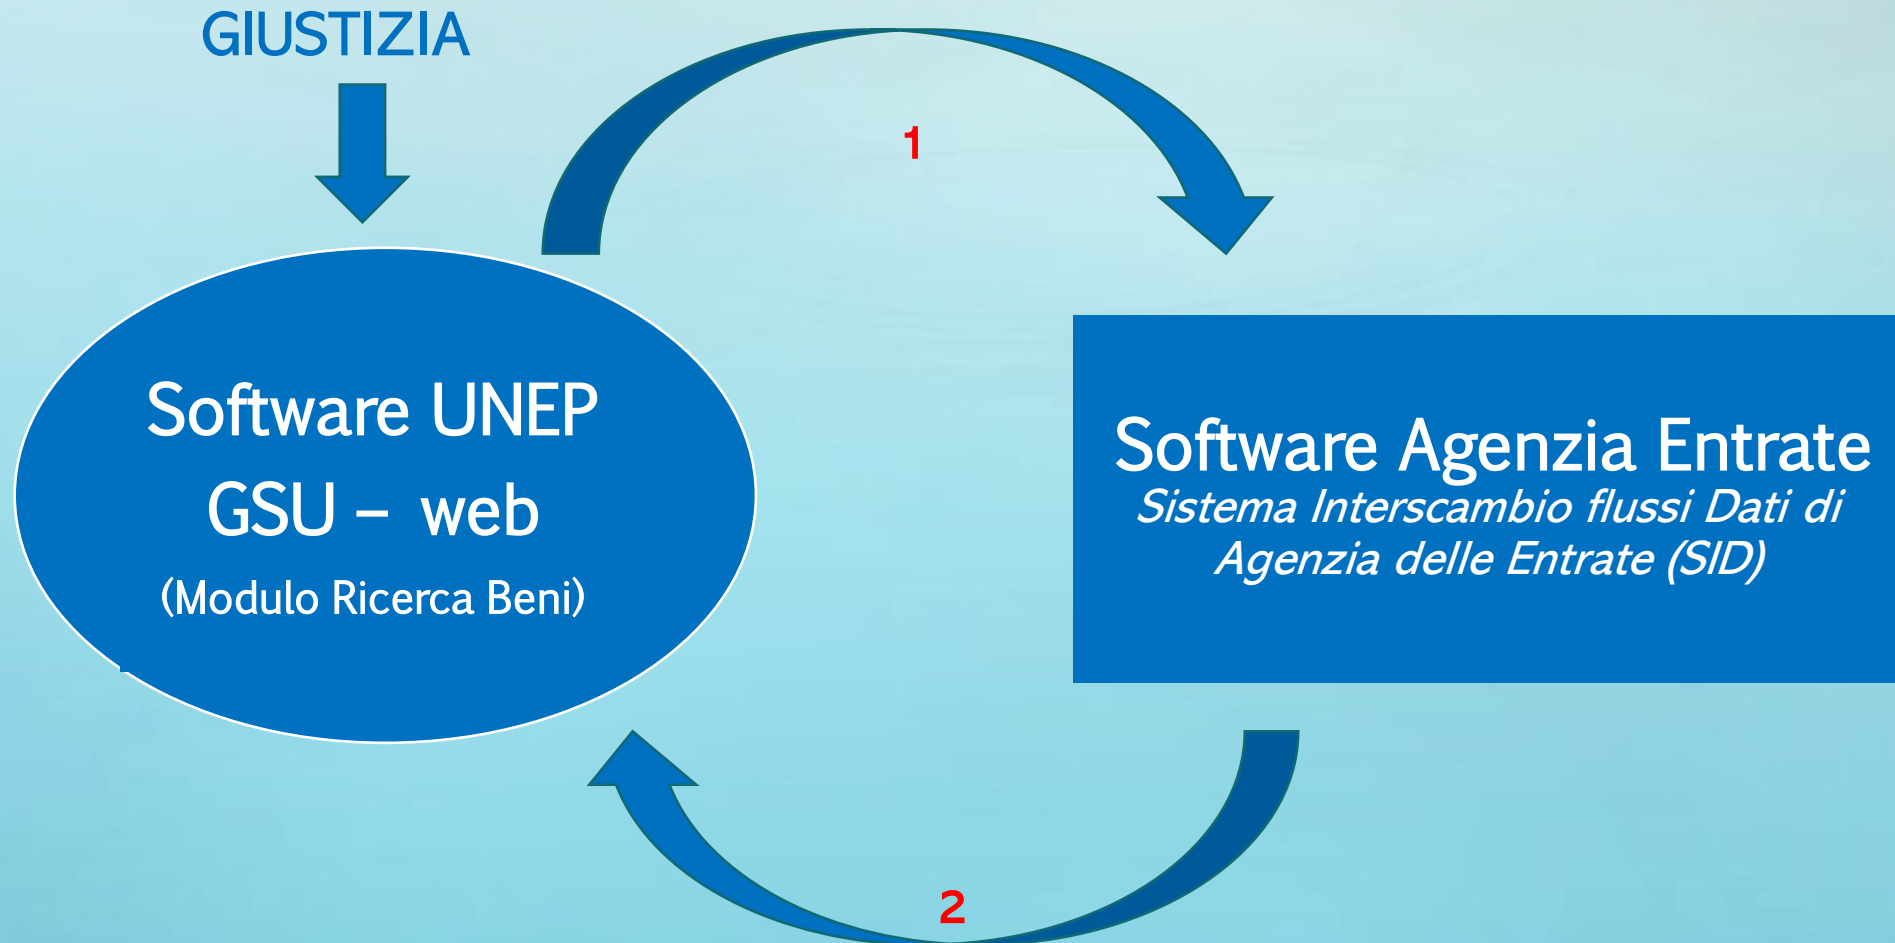 GIUSTIZIA
1
Software UNEP
GSU – web
(Modulo Ricerca Beni)
Software Agenzia Entrate
Sistema Interscambio flussi Dati di
Agenzia delle Entrate (SID)
2